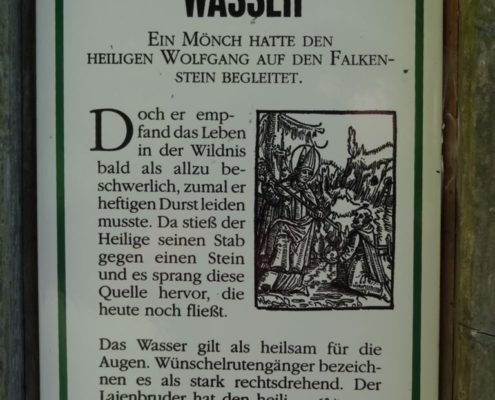 WASSER
EIN MÖNCH HATTE DEN
HEILIGEN WOLFGANG AUF DEN FALKEN-
STEIN BEGLEITET.
Doch er emp-
fand das Leben
in der Wildnis
bald als allzu be-
schwerlich, zumal er
heftigen Durst leiden
musste. Da stieß der
Heilige seinen Stab
gegen einen Stein
und es sprang diese
Quelle hervor, die
heute noch fließt.
Das Wasser gilt als heilsam für die
Augen. Wünschelrutengänger bezeich-
nen es als stark rechtsdrehend. Der
Laienbruder hat den